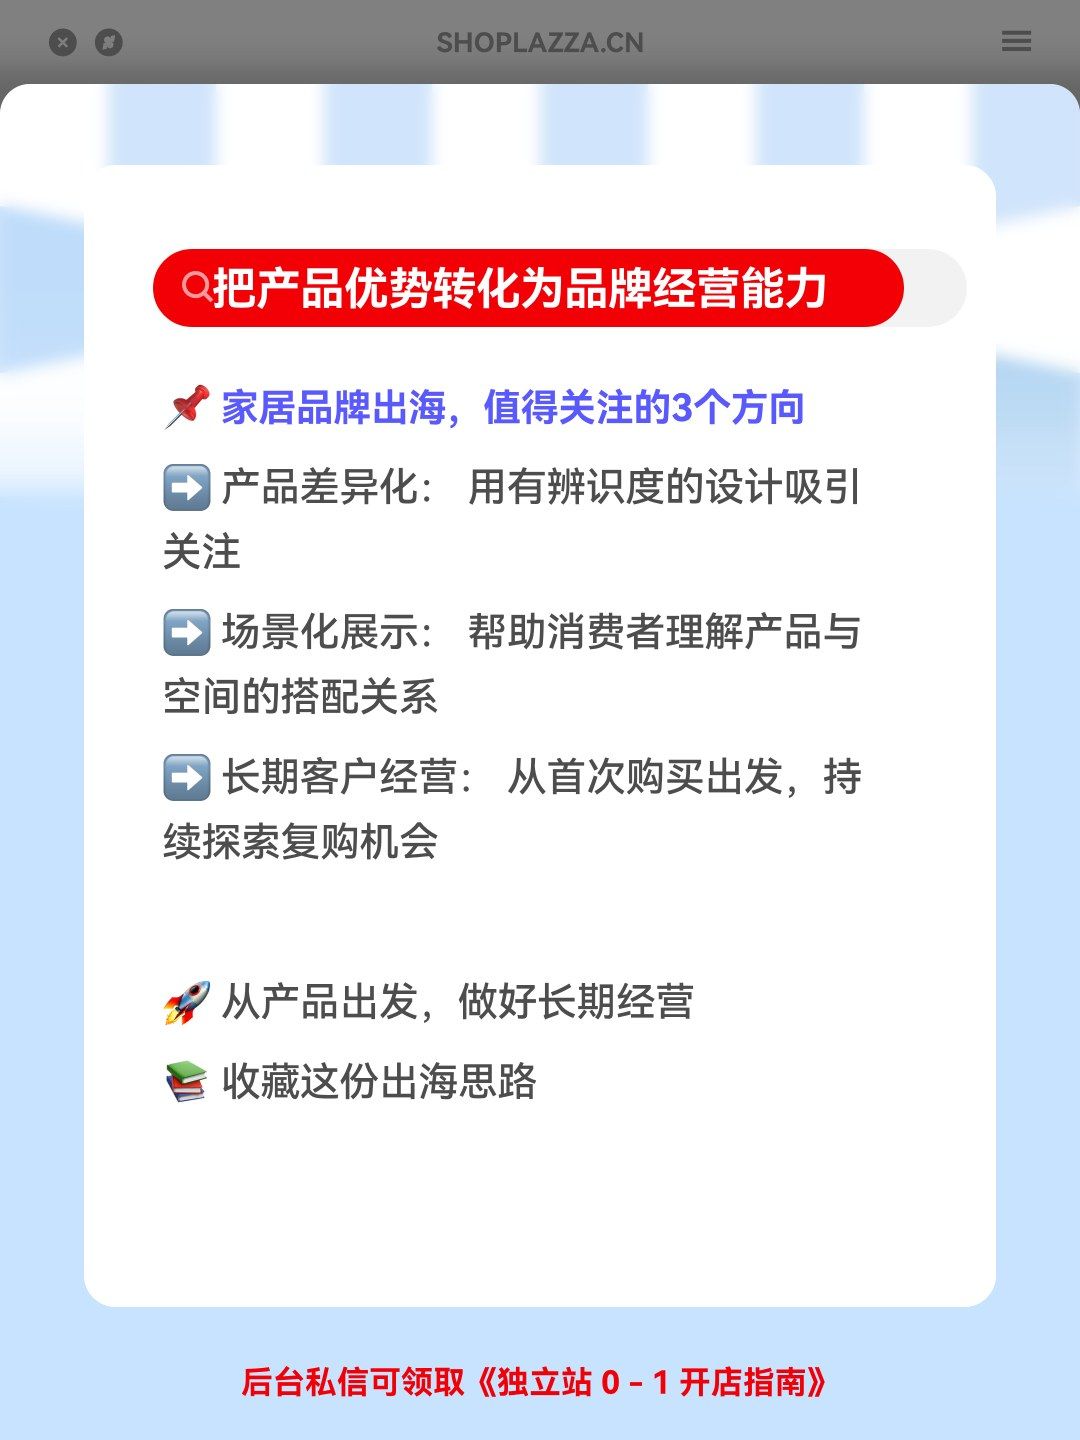 SHOPLAZZA.CN
把产品优势转化为品牌经营能力
📌 家居品牌出海，值得关注的3个方向
➡️ 产品差异化： 用有辨识度的设计吸引
关注
➡️ 场景化展示： 帮助消费者理解产品与
空间的搭配关系
➡️ 长期客户经营： 从首次购买出发，持
续探索复购机会
🚀 从产品出发，做好长期经营
📚 收藏这份出海思路
后台私信可领取《独立站 0 – 1 开店指南》